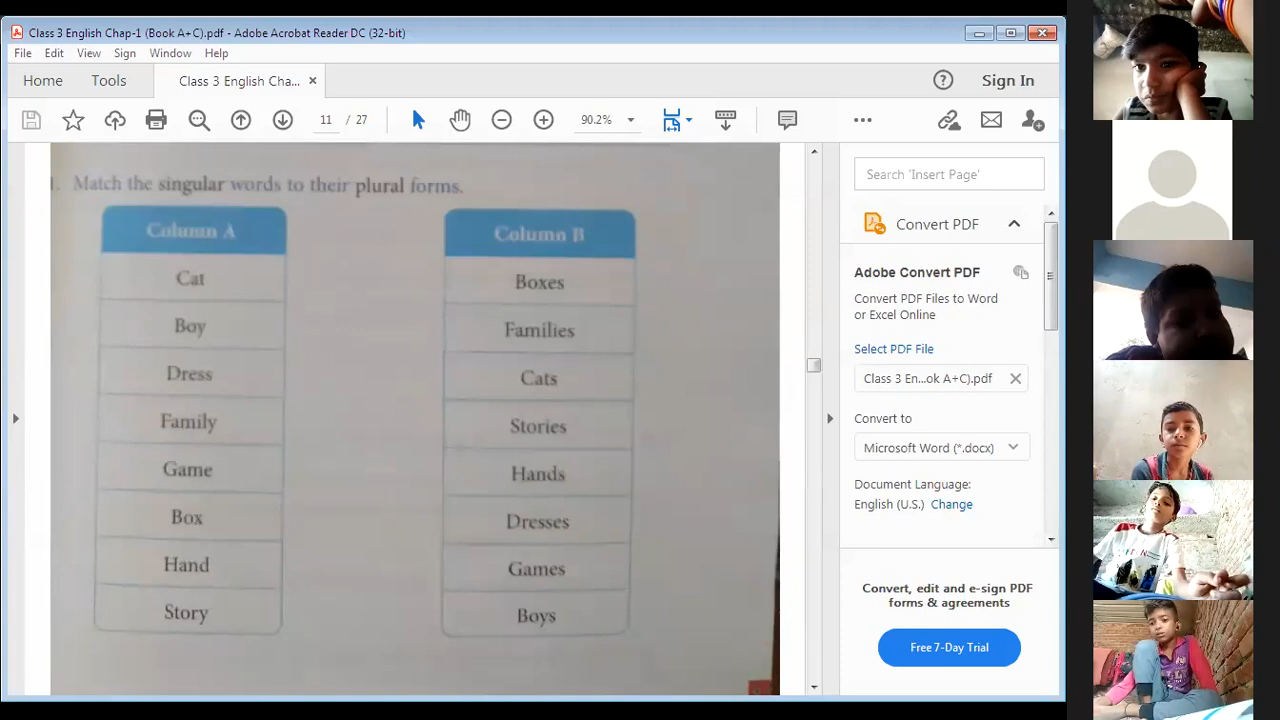 Class 3 English Chap-1 (Book A+C).pdf - Adobe Acrobat Reader DC (32-bit)
File Edit View Sign Window Help
Home Tools Class 3 English Cha... × Sign In
11 / 27 90.2%
1. Match the singular words to their plural forms.
Column A Column B
Cat Boxes
Boy Families
Dress Cats
Family Stories
Game Hands
Box Dresses
Hand Games
Story Boys
Search 'Insert Page'
Convert PDF
Adobe Convert PDF
Convert PDF Files to Word
or Excel Online
Select PDF File
Class 3 En...ok A+C).pdf
Convert to
Microsoft Word (*.docx)
Document Language:
English (U.S.) Change
Convert, edit and e-sign PDF
forms & agreements
Free 7-Day Trial